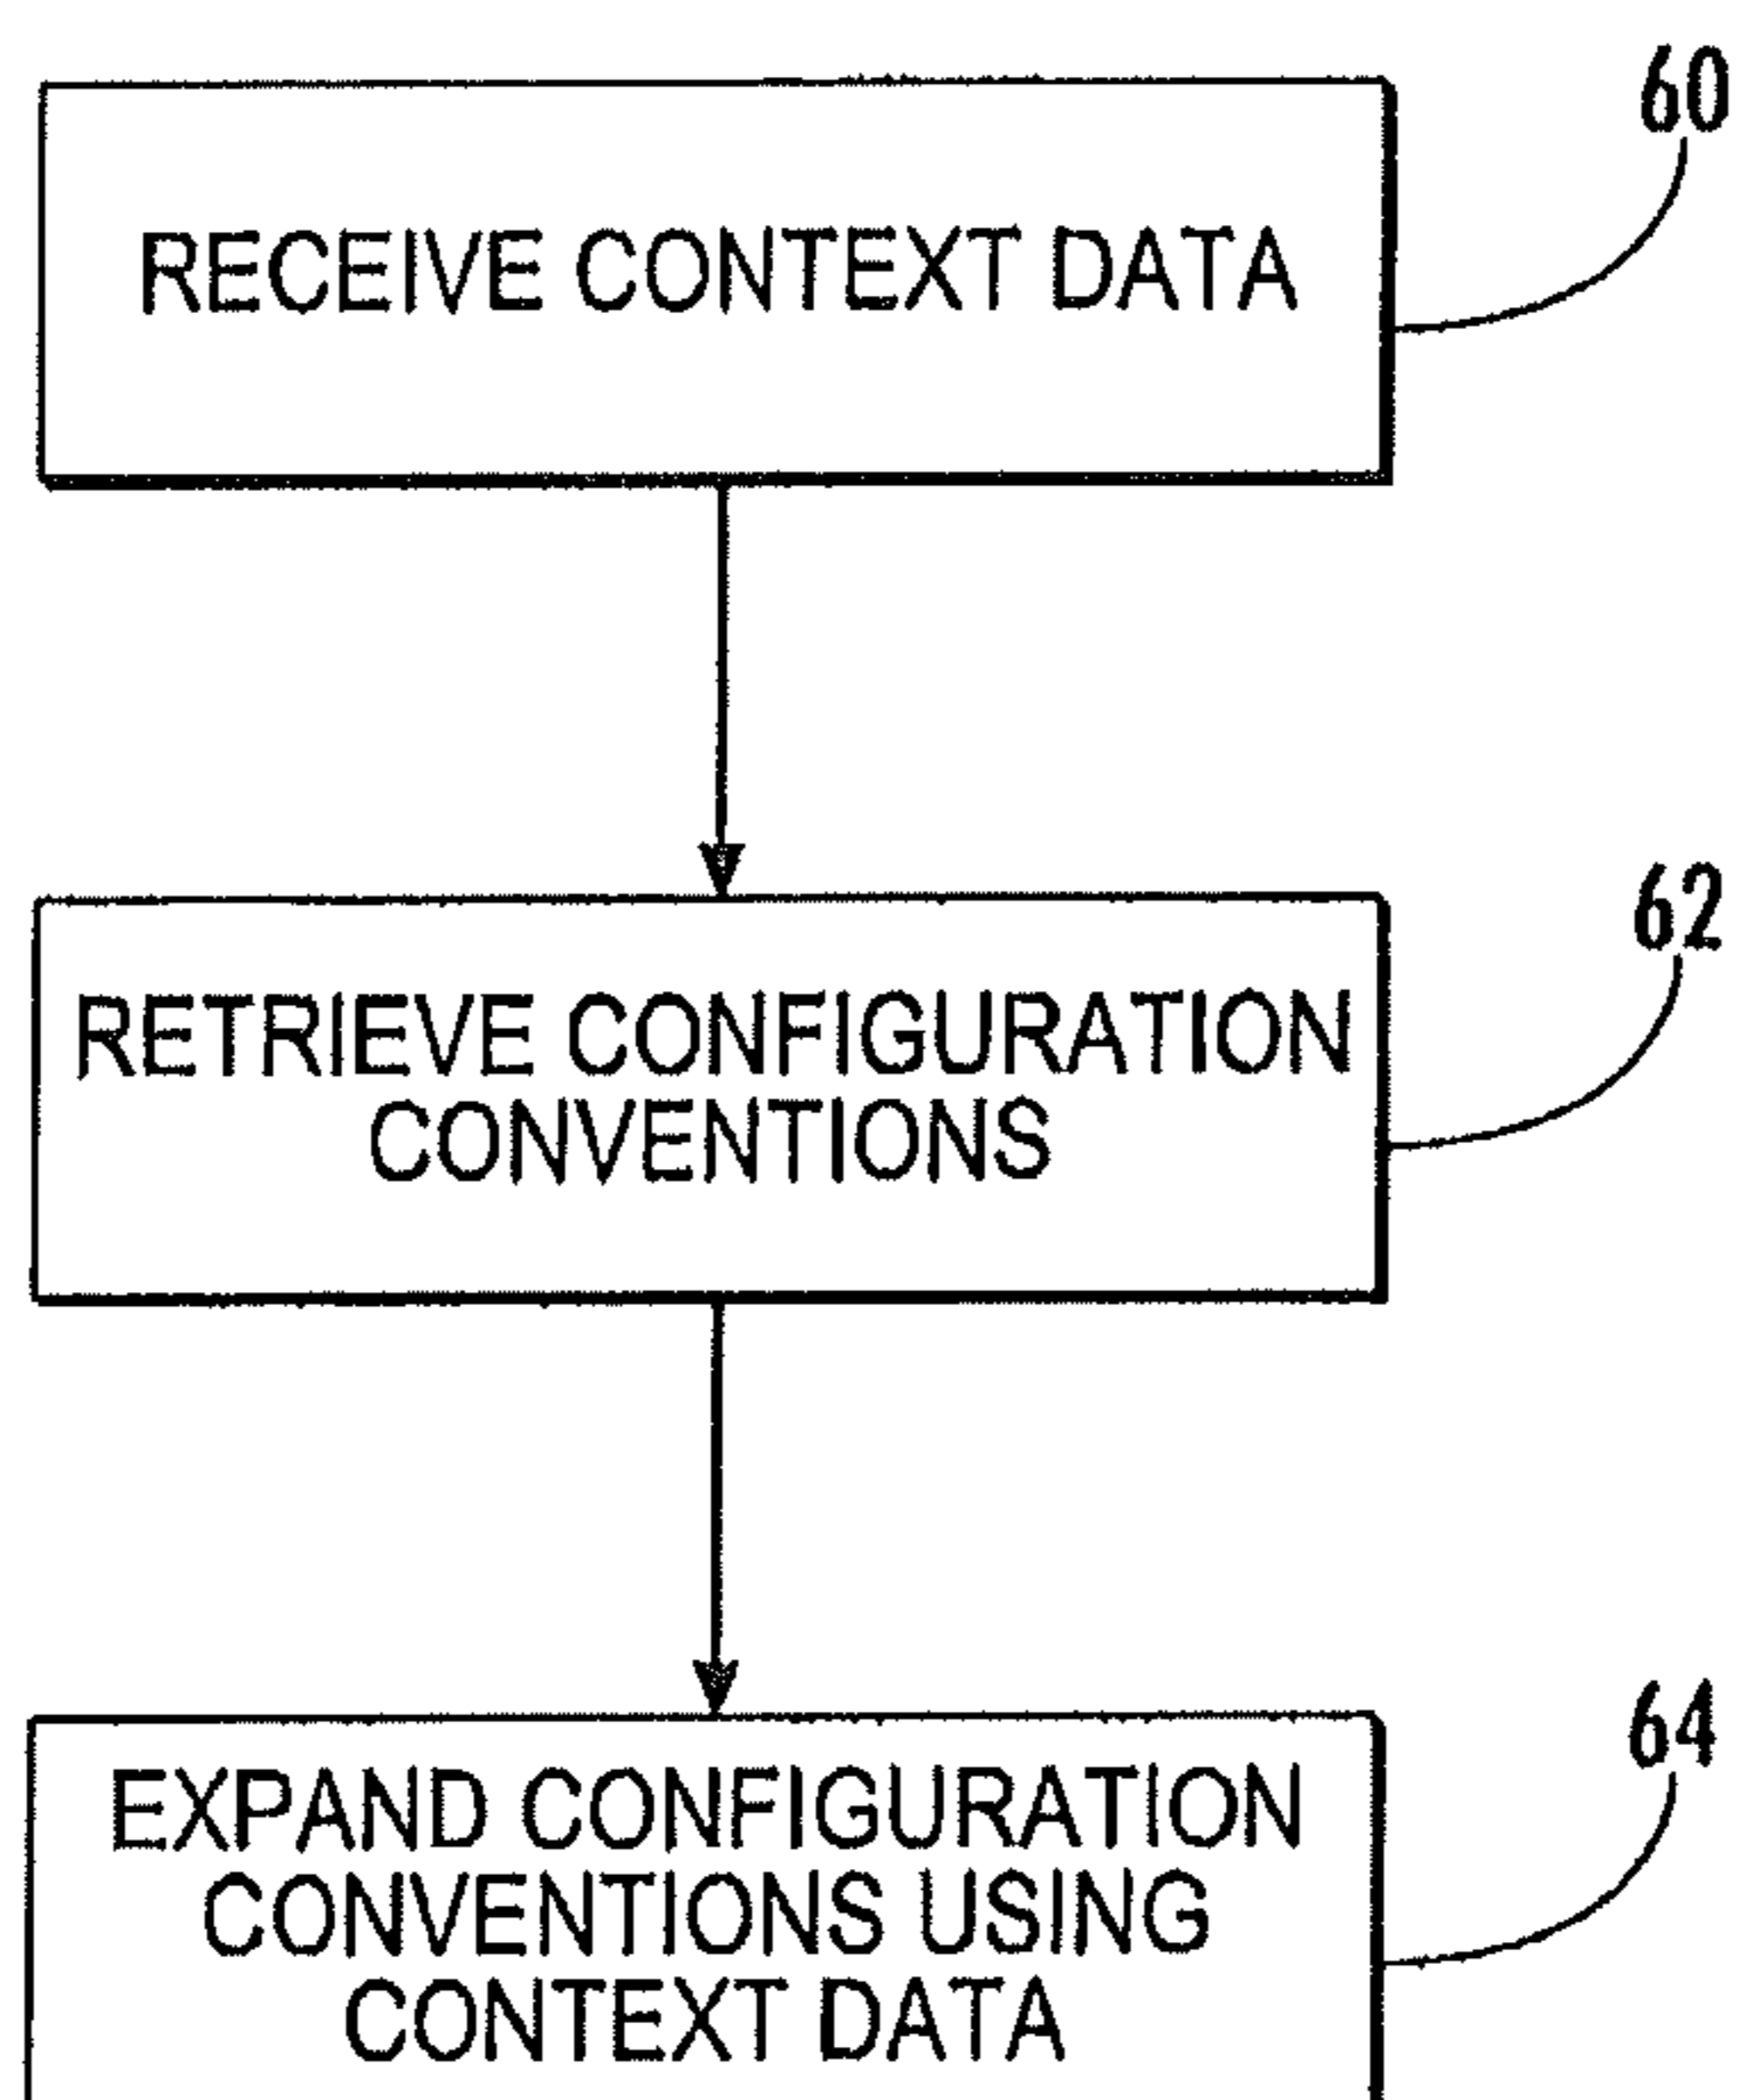 60
RECEIVE CONTEXT DATA
62
RETRIEVE CONFIGURATION
CONVENTIONS
64
EXPAND CONFIGURATION
CONVENTIONS USING
CONTEXT DATA